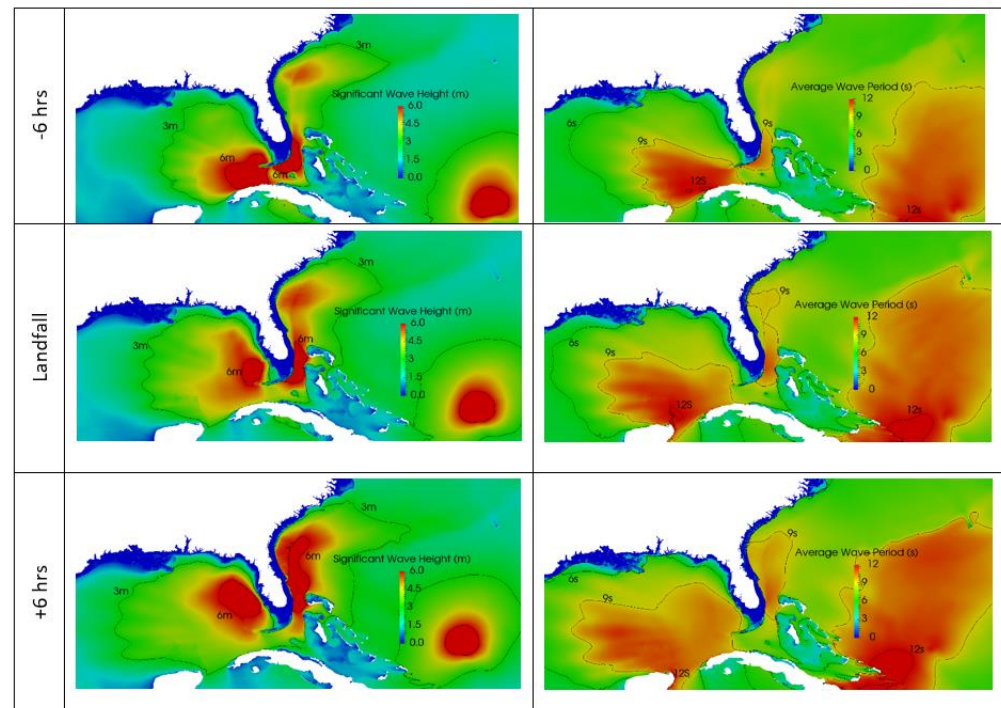 -6 hrs
3m
3m
Significant Wave Height (m)
6.0
4.5
3.0
1.5
0.0
6m
6m
Average Wave Period (s)
12
9
6
3
0
6s
9s
9s
12S
12s
Landfall
3m
3m
Significant Wave Height (m)
6.0
4.5
3.0
1.5
0.0
6m
6m
Average Wave Period (s)
12
9
6
3
0
9s
6s
9s
12S
12s
+6 hrs
3m
3m
Significant Wave Height (m)
6.0
4.5
3.0
1.5
0.0
6m
6m
Average Wave Period (s)
12
9
6
3
0
9s
6s
9s
12S
12s